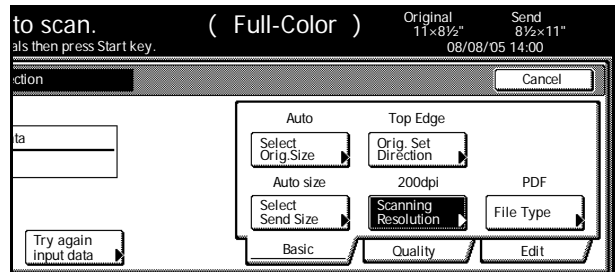 to scan.
( Full-Color )
Original
11×8½"
Send
8½×11"
als then press Start key.
08/08/'05 14:00
ction
Cancel
ta
Auto
Top Edge
Select
Orig.Size
Orig. Set
Direction
Auto size
200dpi
PDF
Select
Send Size
Scanning
Resolution
File Type
Try again
input data
Basic
Quality
Edit